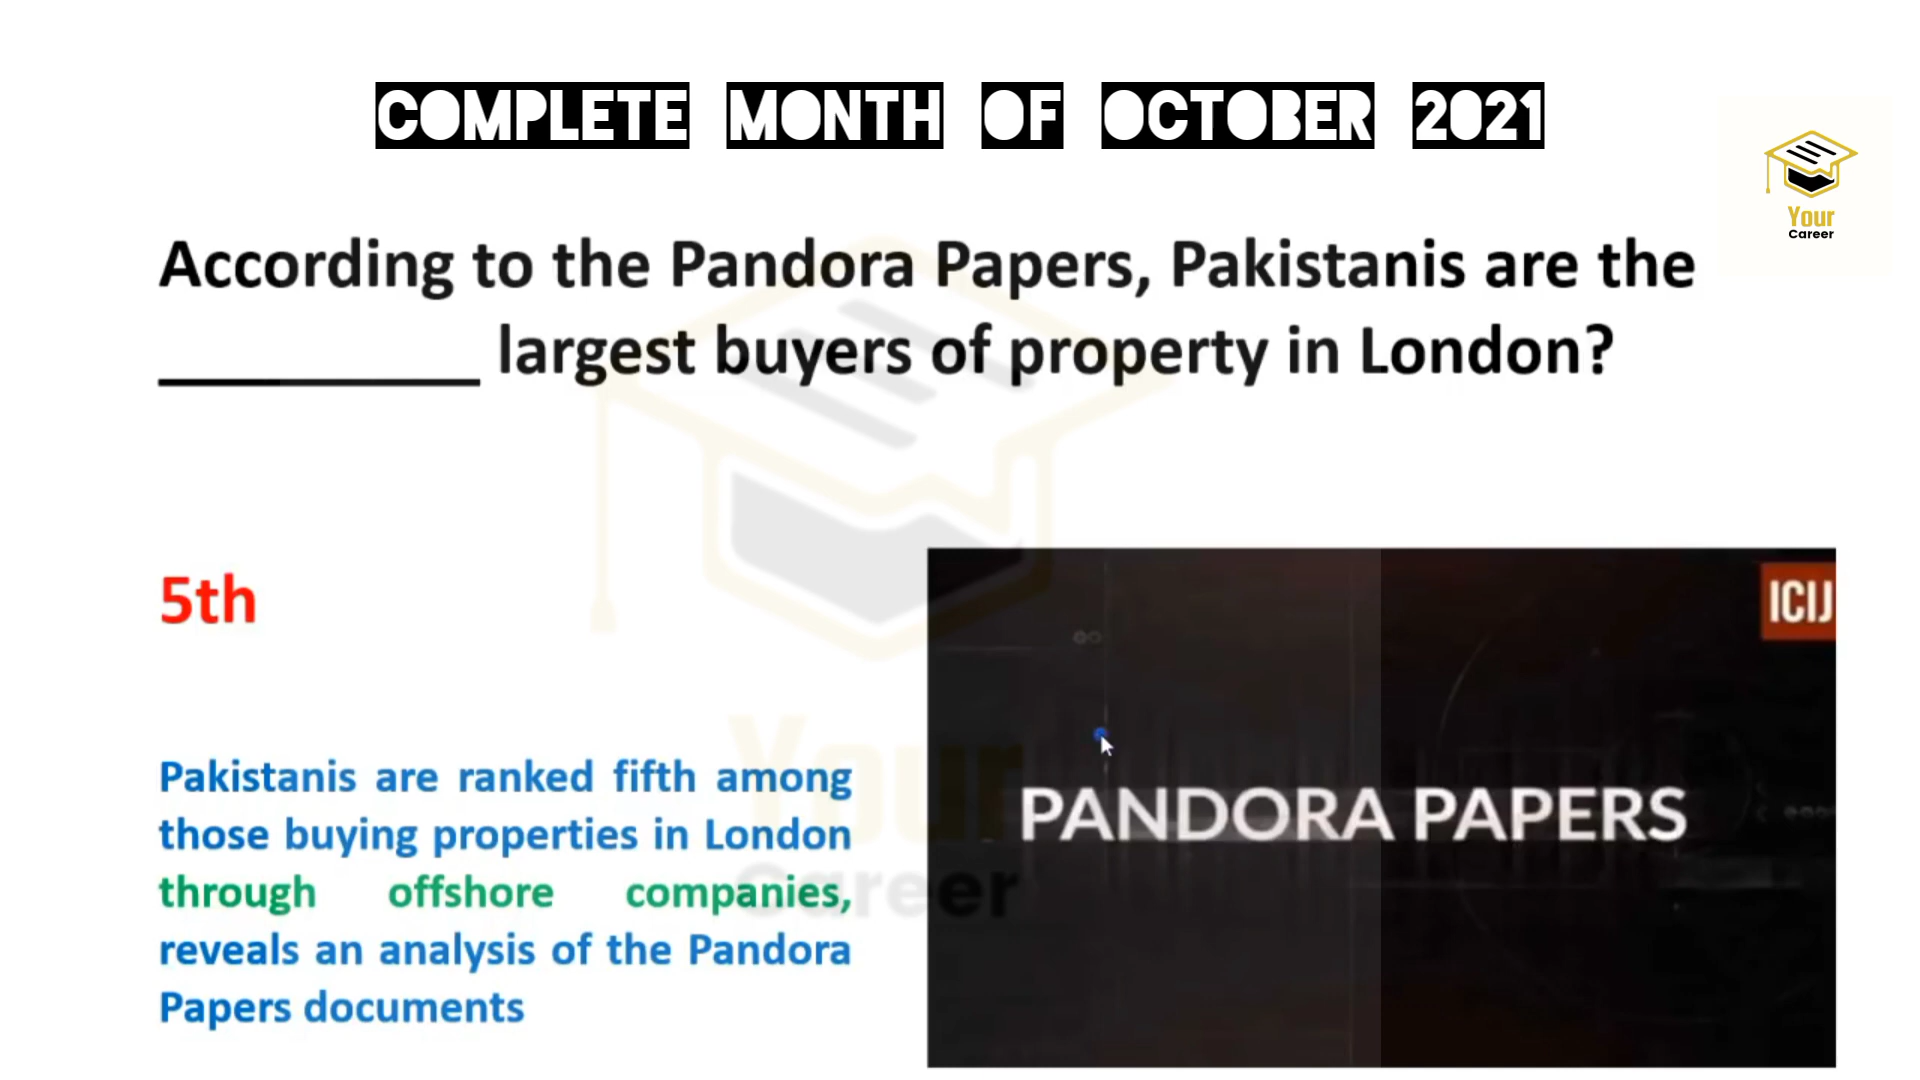 COMPLETE MONTH OF OCTOBER 2021
Your
Career
According to the Pandora Papers, Pakistanis are the
__________ largest buyers of property in London?
5th
Pakistanis are ranked fifth among
those buying properties in London
through offshore companies,
reveals an analysis of the Pandora
Papers documents
ICIJ
PANDORA PAPERS
Your
Career